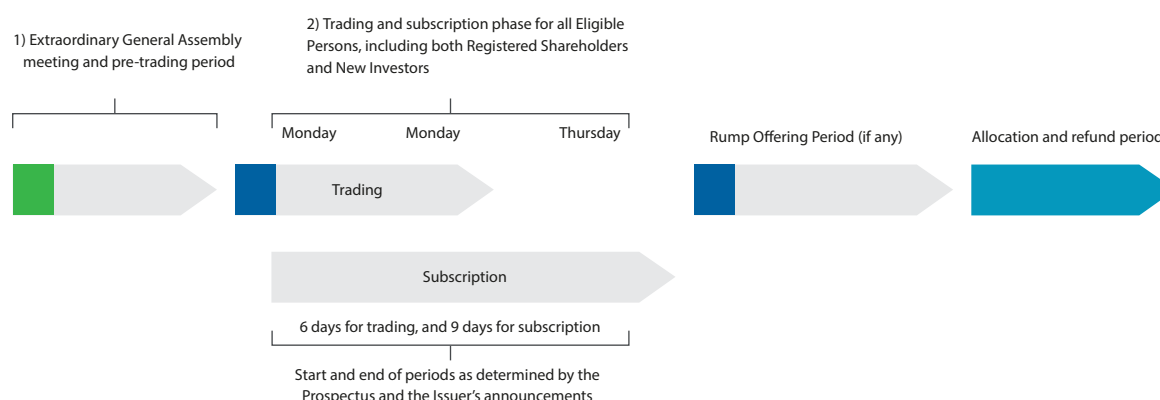 1) Extraordinary General Assembly
meeting and pre-trading period
2) Trading and subscription phase for all Eligible
Persons, including both Registered Shareholders
and New Investors
Monday
Monday
Thursday
Rump Offering Period (if any)
Allocation and refund period
Trading
Subscription
6 days for trading, and 9 days for subscription
Start and end of periods as determined by the
Prospectus and the Issuer's announcements